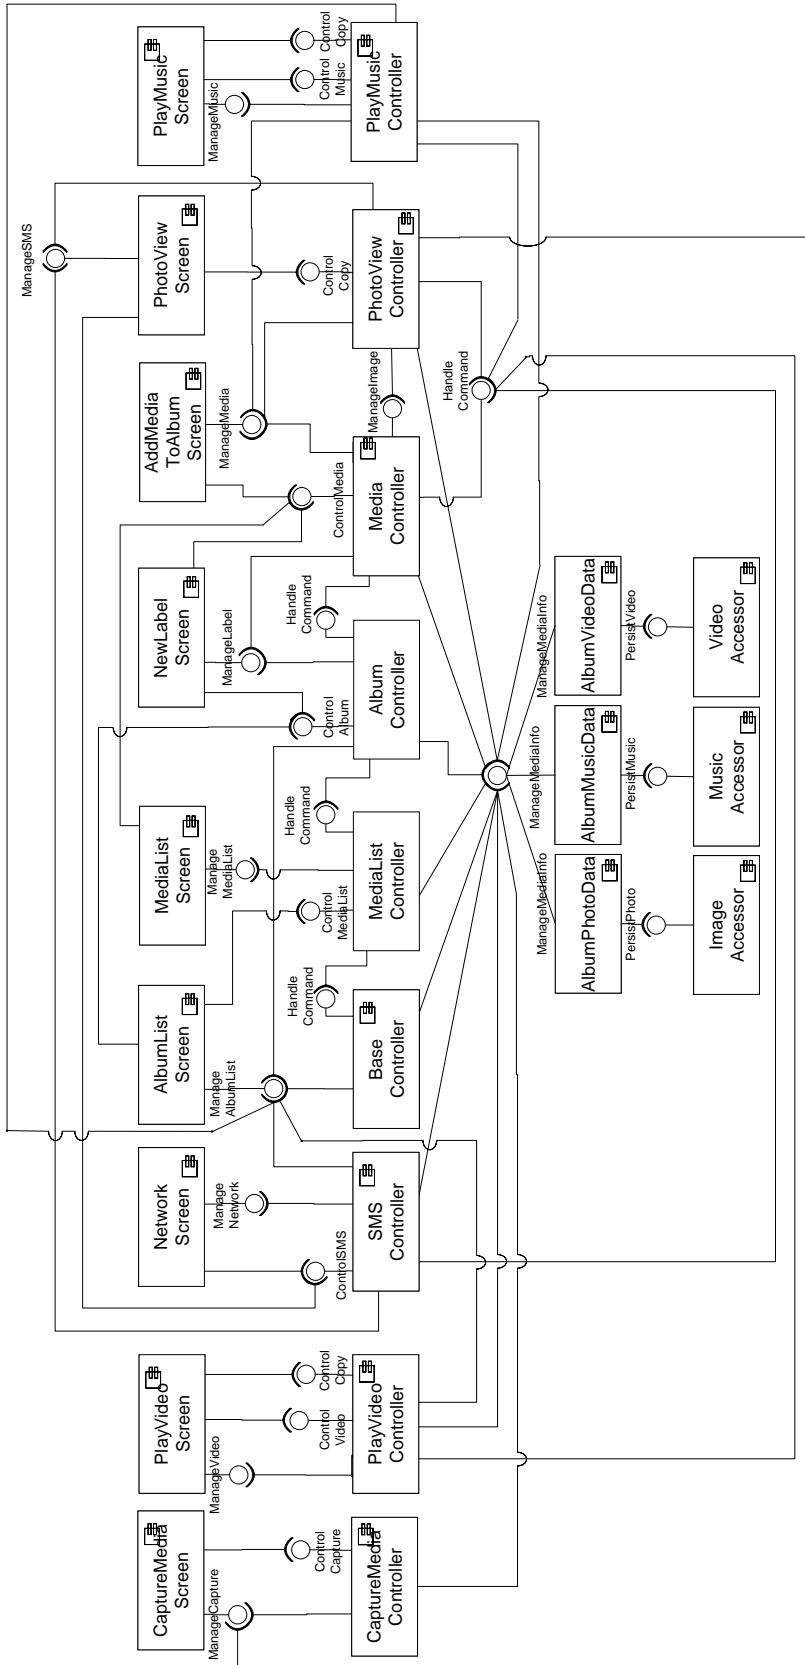 CaptureMedia
Screen
PlayVideo
Screen
Network
Screen
AlbumList
Screen
MediaList
Screen
NewLabel
Screen
AddMedia
ToAlbum
Screen
PhotoView
Screen
PlayMusic
Screen
ManageSMS
ManageCapture
ManageVideo
Manage
Network
Manage
AlbumList
Manage
MediaList
ManageLabel
ManageMedia
ManageMusic
Control
Capture
Control
Video
Control
Copy
ControlSMS
Control
MediaList
Control
Album
ControlMedia
Control
Copy
Control
Music
Control
Copy
Handle
Command
Handle
Command
Handle
Command
ManageImage
CaptureMedia
Controller
PlayVideo
Controller
SMS
Controller
Base
Controller
MediaList
Controller
Album
Controller
Media
Controller
PhotoView
Controller
PlayMusic
Controller
Handle
Command
ManageMediaInfo
ManageMediaInfo
ManageMediaInfo
AlbumPhotoData
AlbumMusicData
AlbumVideoData
PersistPhoto
PersistMusic
PersistVideo
Image
Accessor
Music
Accessor
Video
Accessor